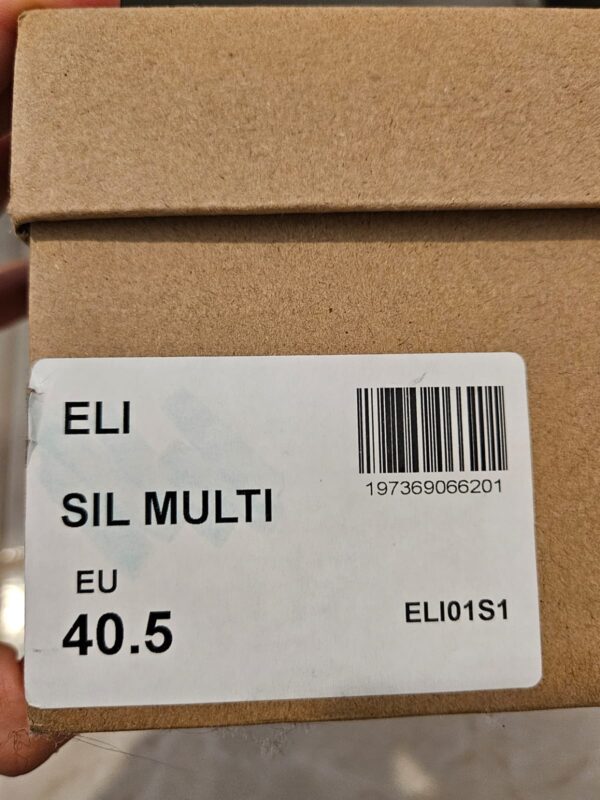 ELI
197369066201
SIL MULTI
EU
40.5
ELI01S1